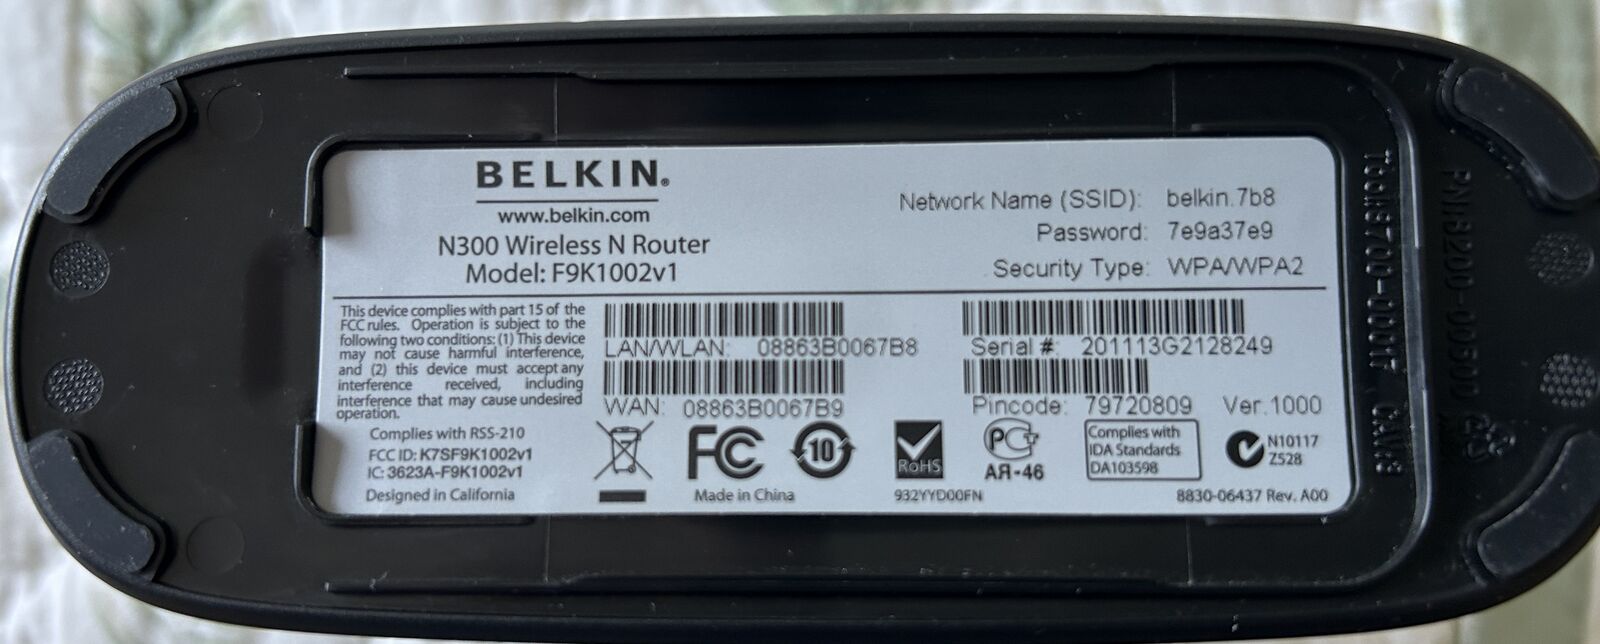 BELKIN.
www.belkin.com
N300 Wireless N Router
Model: F9K1002v1
Network Name (SSID): belkin.7b8
Password: 7e9a37e9
Security Type: WPA/WPA2
This device complies with part 15 of the
FCC rules. Operation is subject to the
following two conditions: (1) This device
may not cause harmful interference,
and (2) this device must accept any
interference received, including
interference that may cause undesired
operation.
Complies with RSS-210
FCC ID: K7SF9K1002v1
IC: 3623A-F9K1002v1
Designed in California
LAN/WLAN: 08863B0067B8
WAN: 08863B0067B9
Serial #: 201113G2128249
Pincode: 79720809 Ver.1000
FC
Made in China
10
RoHS
932YYD00FN
РСТ
АЯ-46
Complies with
IDA Standards
DA103598
N10117
Z528
8830-06437 Rev. A00